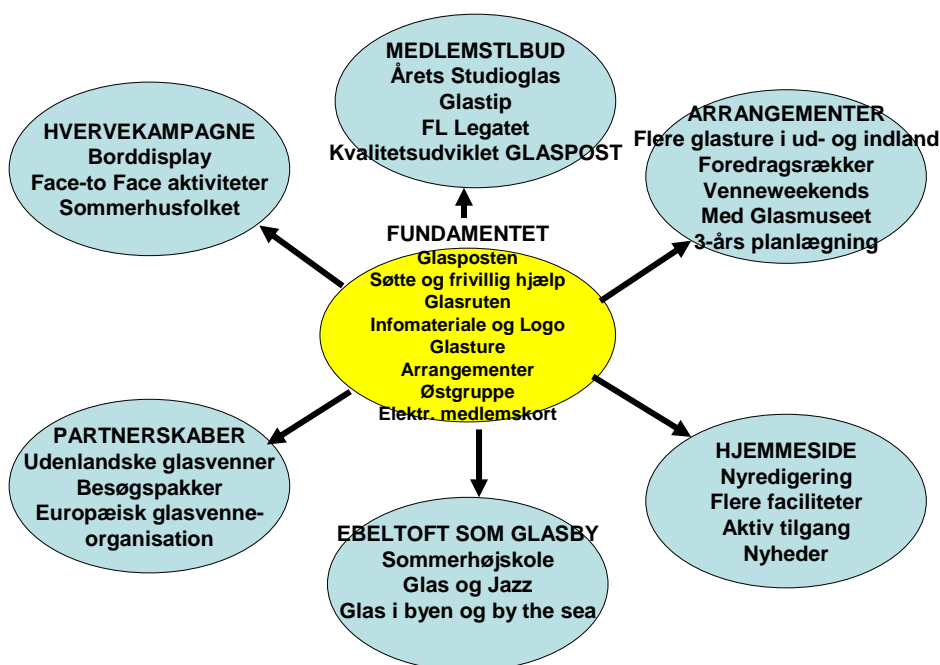 MEDLEMSTLBUD
Årets Studioglas
Glastip
FL Legatet
Kvalitetsudviklet GLASPOST
HVERVEKAMPAGNE
Borddisplay
Face-to Face aktiviteter
Sommerhusfolket
ARRANGEMENTER
Flere glasture i ud- og indland
Foredragsrækker
Venneweekends
Med Glasmuseet
3-års planlægning
FUNDAMENTET
Glasposten
Søtte og frivillig hjælp
Glasruten
Infomateriale og Logo
Glasture
Arrangementer
Østgruppe
Elektr. medlemskort
PARTNERSKABER
Udenlandske glasvenner
Besøgspakker
Europæisk glasvenne-
organisation
EBELTOFT SOM GLASBY
Sommerhøjskole
Glas og Jazz
Glas i byen og by the sea
HJEMMESIDE
Nyredigering
Flere faciliteter
Aktiv tilgang
Nyheder